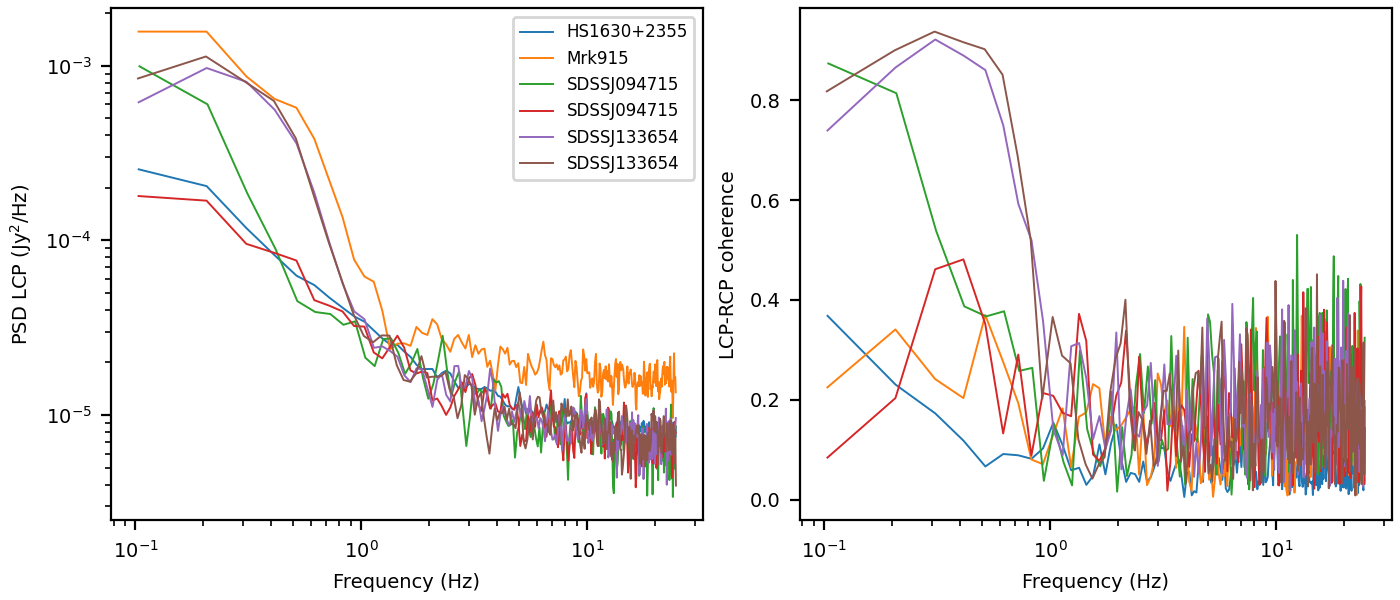 PSD LCP (Jy²/Hz)
10⁻³
10⁻⁴
10⁻⁵
HS1630+2355
Mrk915
SDSSJ094715
SDSSJ094715
SDSSJ133654
SDSSJ133654
10⁻¹ 10⁰ 10¹
Frequency (Hz)
LCP-RCP coherence
0.8
0.6
0.4
0.2
0.0
10⁻¹ 10⁰ 10¹
Frequency (Hz)